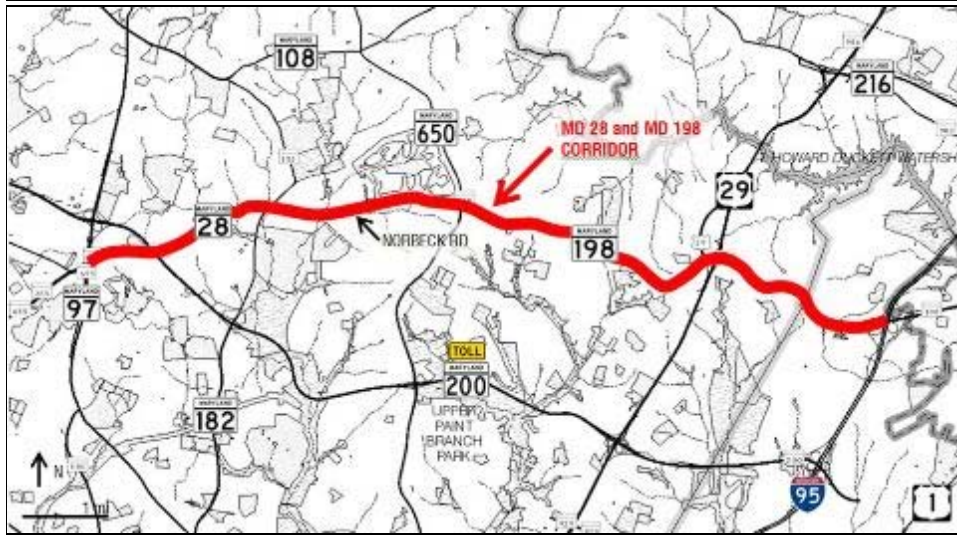 MARYLAND
108
MARYLAND
216
MARYLAND
650
MD 28 and MD 198
CORRIDOR
HOWARD DUCKETT WATERSH
29
MARYLAND
28
NORBECK RD
MARYLAND
198
MARYLAND
97
TOLL
MARYLAND
200
MARYLAND
182
UPPER
PAINT
BRANCH
PARK
N
1 mi
95
1